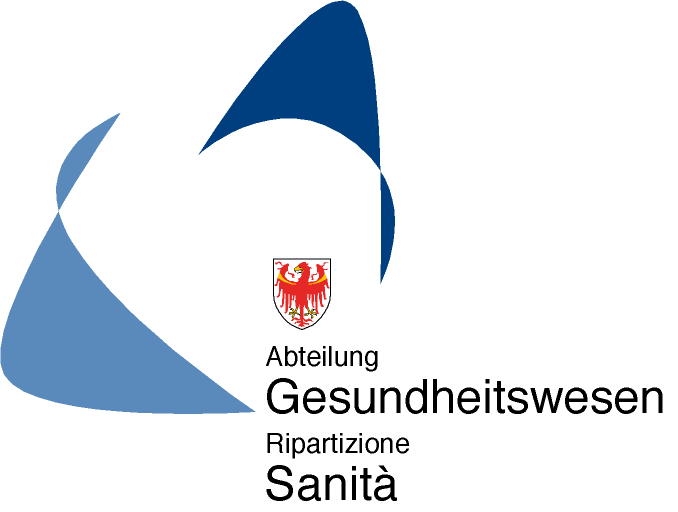 Abteilung
Gesundheitswesen
Ripartizione
Sanità